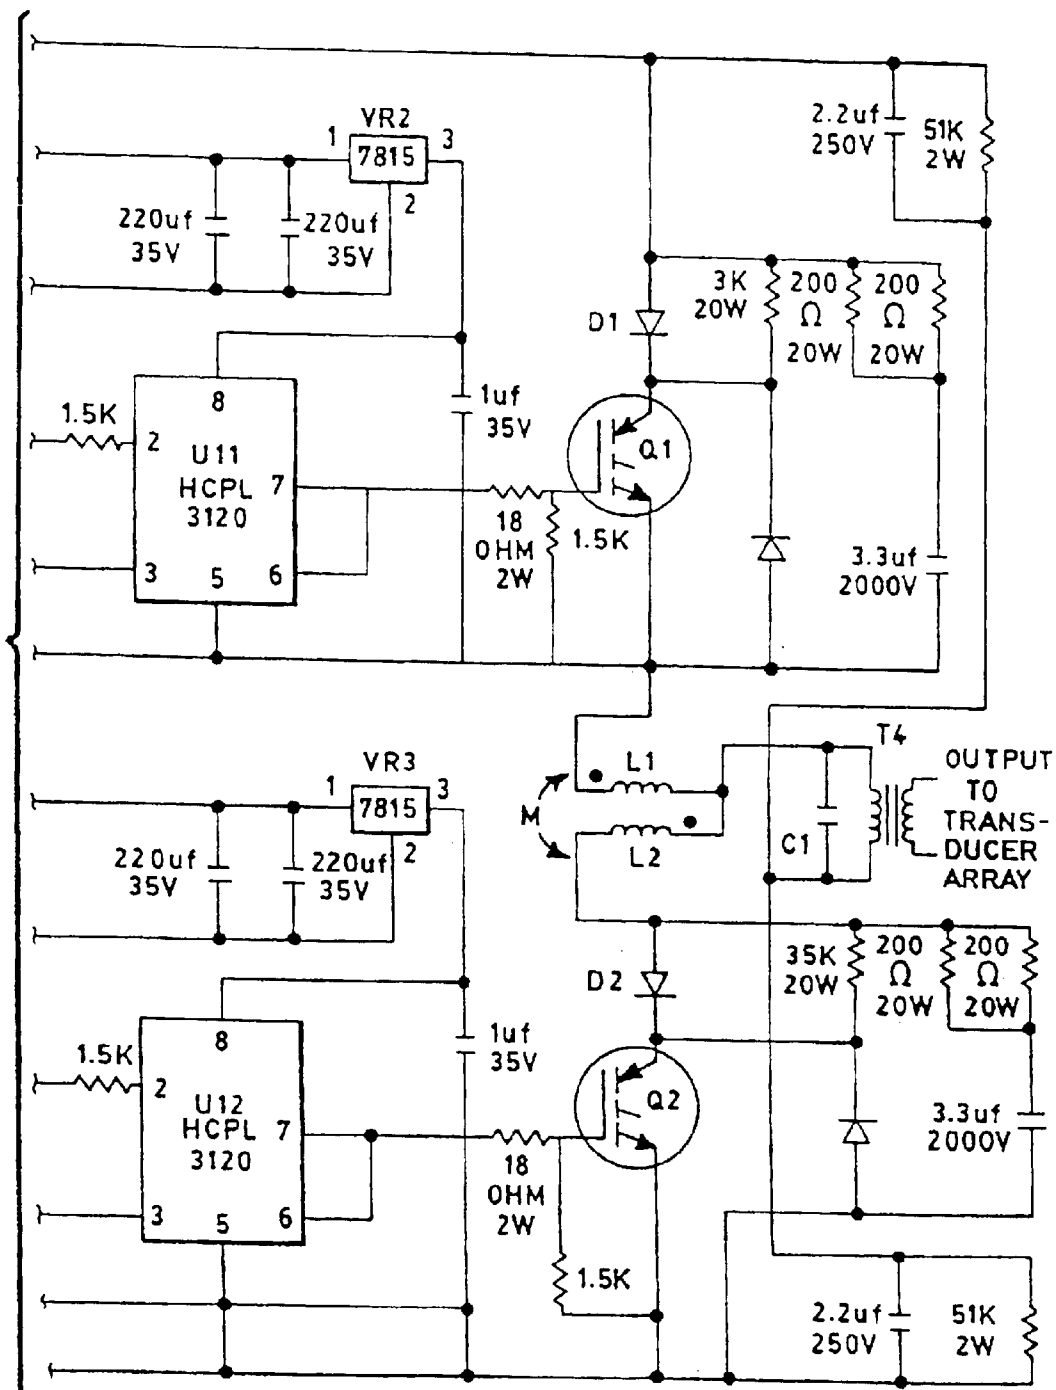 2.2uf
250V
51K
2W
VR2
1
3
7815
2
220uf
35V
220uf
35V
3K
20W
200
Ω
20W
200
Ω
20W
D1
8
1uf
35V
1.5K
2
U11
HCPL
3120
7
Q1
18
OHM
2W
1.5K
3
5
6
3.3uf
2000V
T4
VR3
1
3
7815
2
L1
M
L2
C1
OUTPUT
TO
TRANS-
DUCER
ARRAY
220uf
35V
220uf
35V
35K
20W
200
Ω
20W
200
Ω
20W
D2
8
1uf
35V
1.5K
2
U12
HCPL
3120
7
Q2
18
OHM
2W
3
5
6
3.3uf
2000V
1.5K
2.2uf
250V
51K
2W